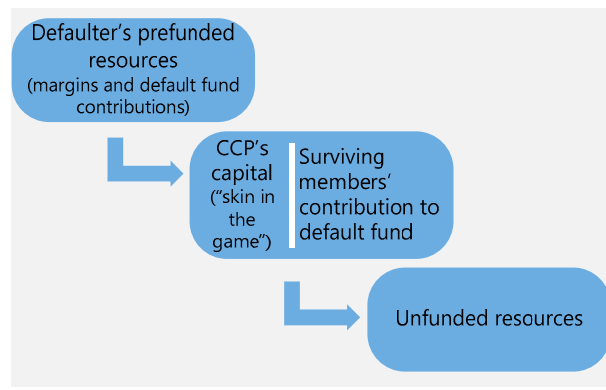 Defaulter’s prefunded
resources
(margins and default fund
contributions)
CCP’s
capital
(“skin in
the
game”)
Surviving
members’
contribution to
default fund
Unfunded resources